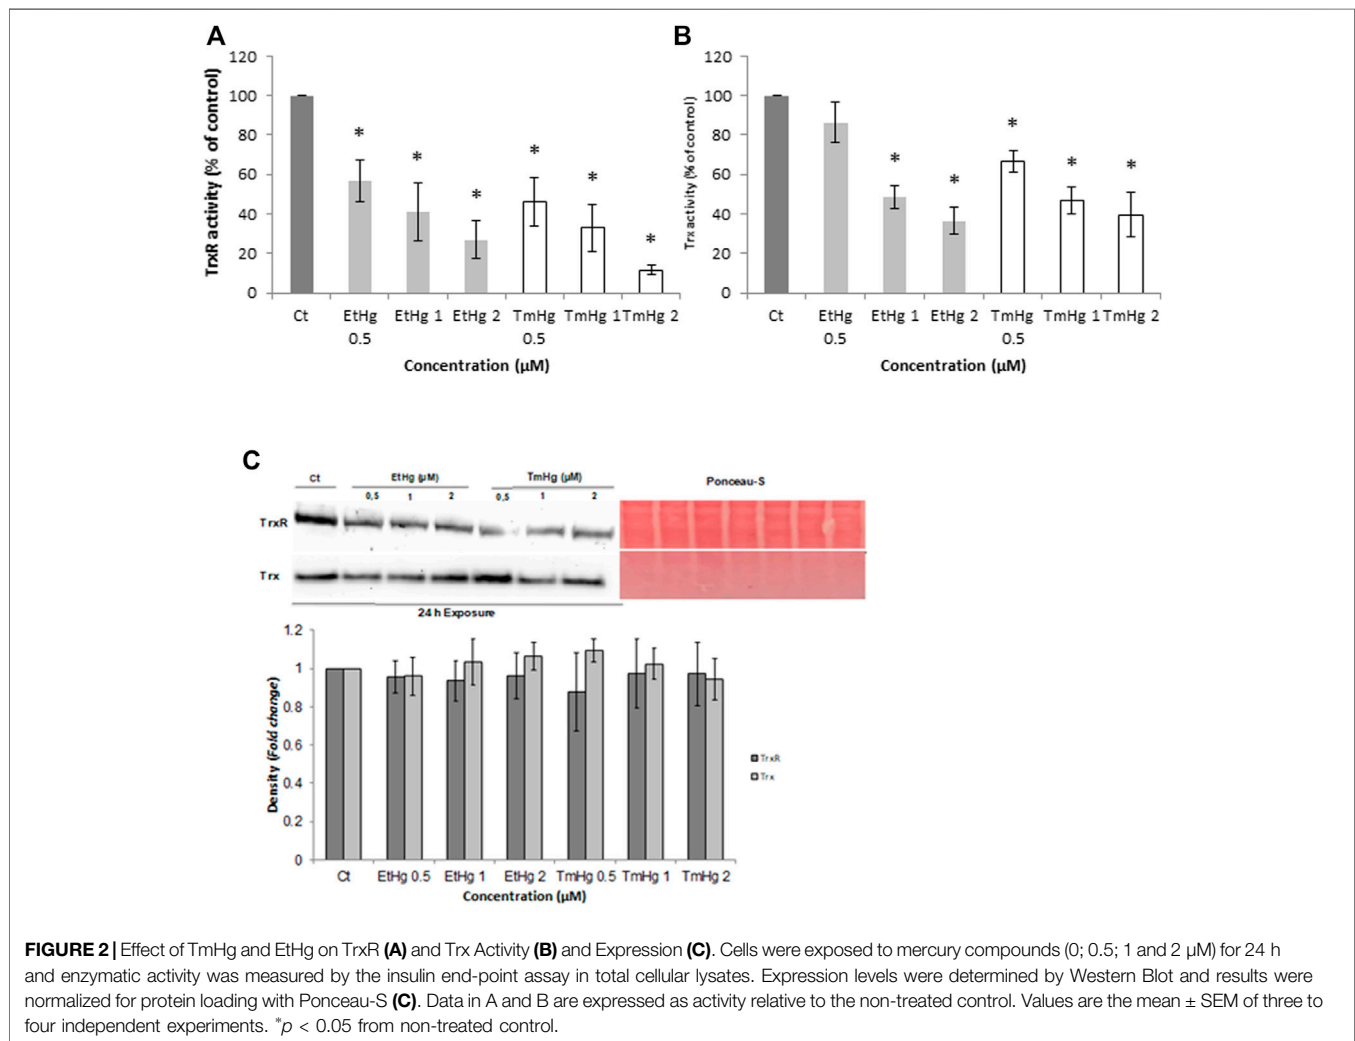 A
120
100
80
60
40
20
0
TrxR activity (% of control)
* * * * * *
Ct EtHg 0.5 EtHg 1 EtHg 2 TmHg 0.5 TmHg 1 TmHg 2
Concentration (µM)
B
120
100
80
60
40
20
0
Trx activity (% of control)
* * * * *
Ct EtHg 0.5 EtHg 1 EtHg 2 TmHg 0.5 TmHg 1 TmHg 2
Concentration (µM)
C
Ct EtHg (µM) TmHg (µM) Ponceau-S
0,5 1 2 0,5 1 2
TrxR
Trx
24 h Exposure
1.2
1
0.8
0.6
0.4
0.2
0
Density (Fold change)
TrxR
Trx
Ct EtHg 0.5 EtHg 1 EtHg 2 TmHg 0.5 TmHg 1 TmHg 2
Concentration (µM)
FIGURE 2 | Effect of TmHg and EtHg on TrxR (A) and Trx Activity (B) and Expression (C). Cells were exposed to mercury compounds (0; 0.5; 1 and 2 µM) for 24 h
and enzymatic activity was measured by the insulin end-point assay in total cellular lysates. Expression levels were determined by Western Blot and results were
normalized for protein loading with Ponceau-S (C). Data in A and B are expressed as activity relative to the non-treated control. Values are the mean ± SEM of three to
four independent experiments. *p < 0.05 from non-treated control.